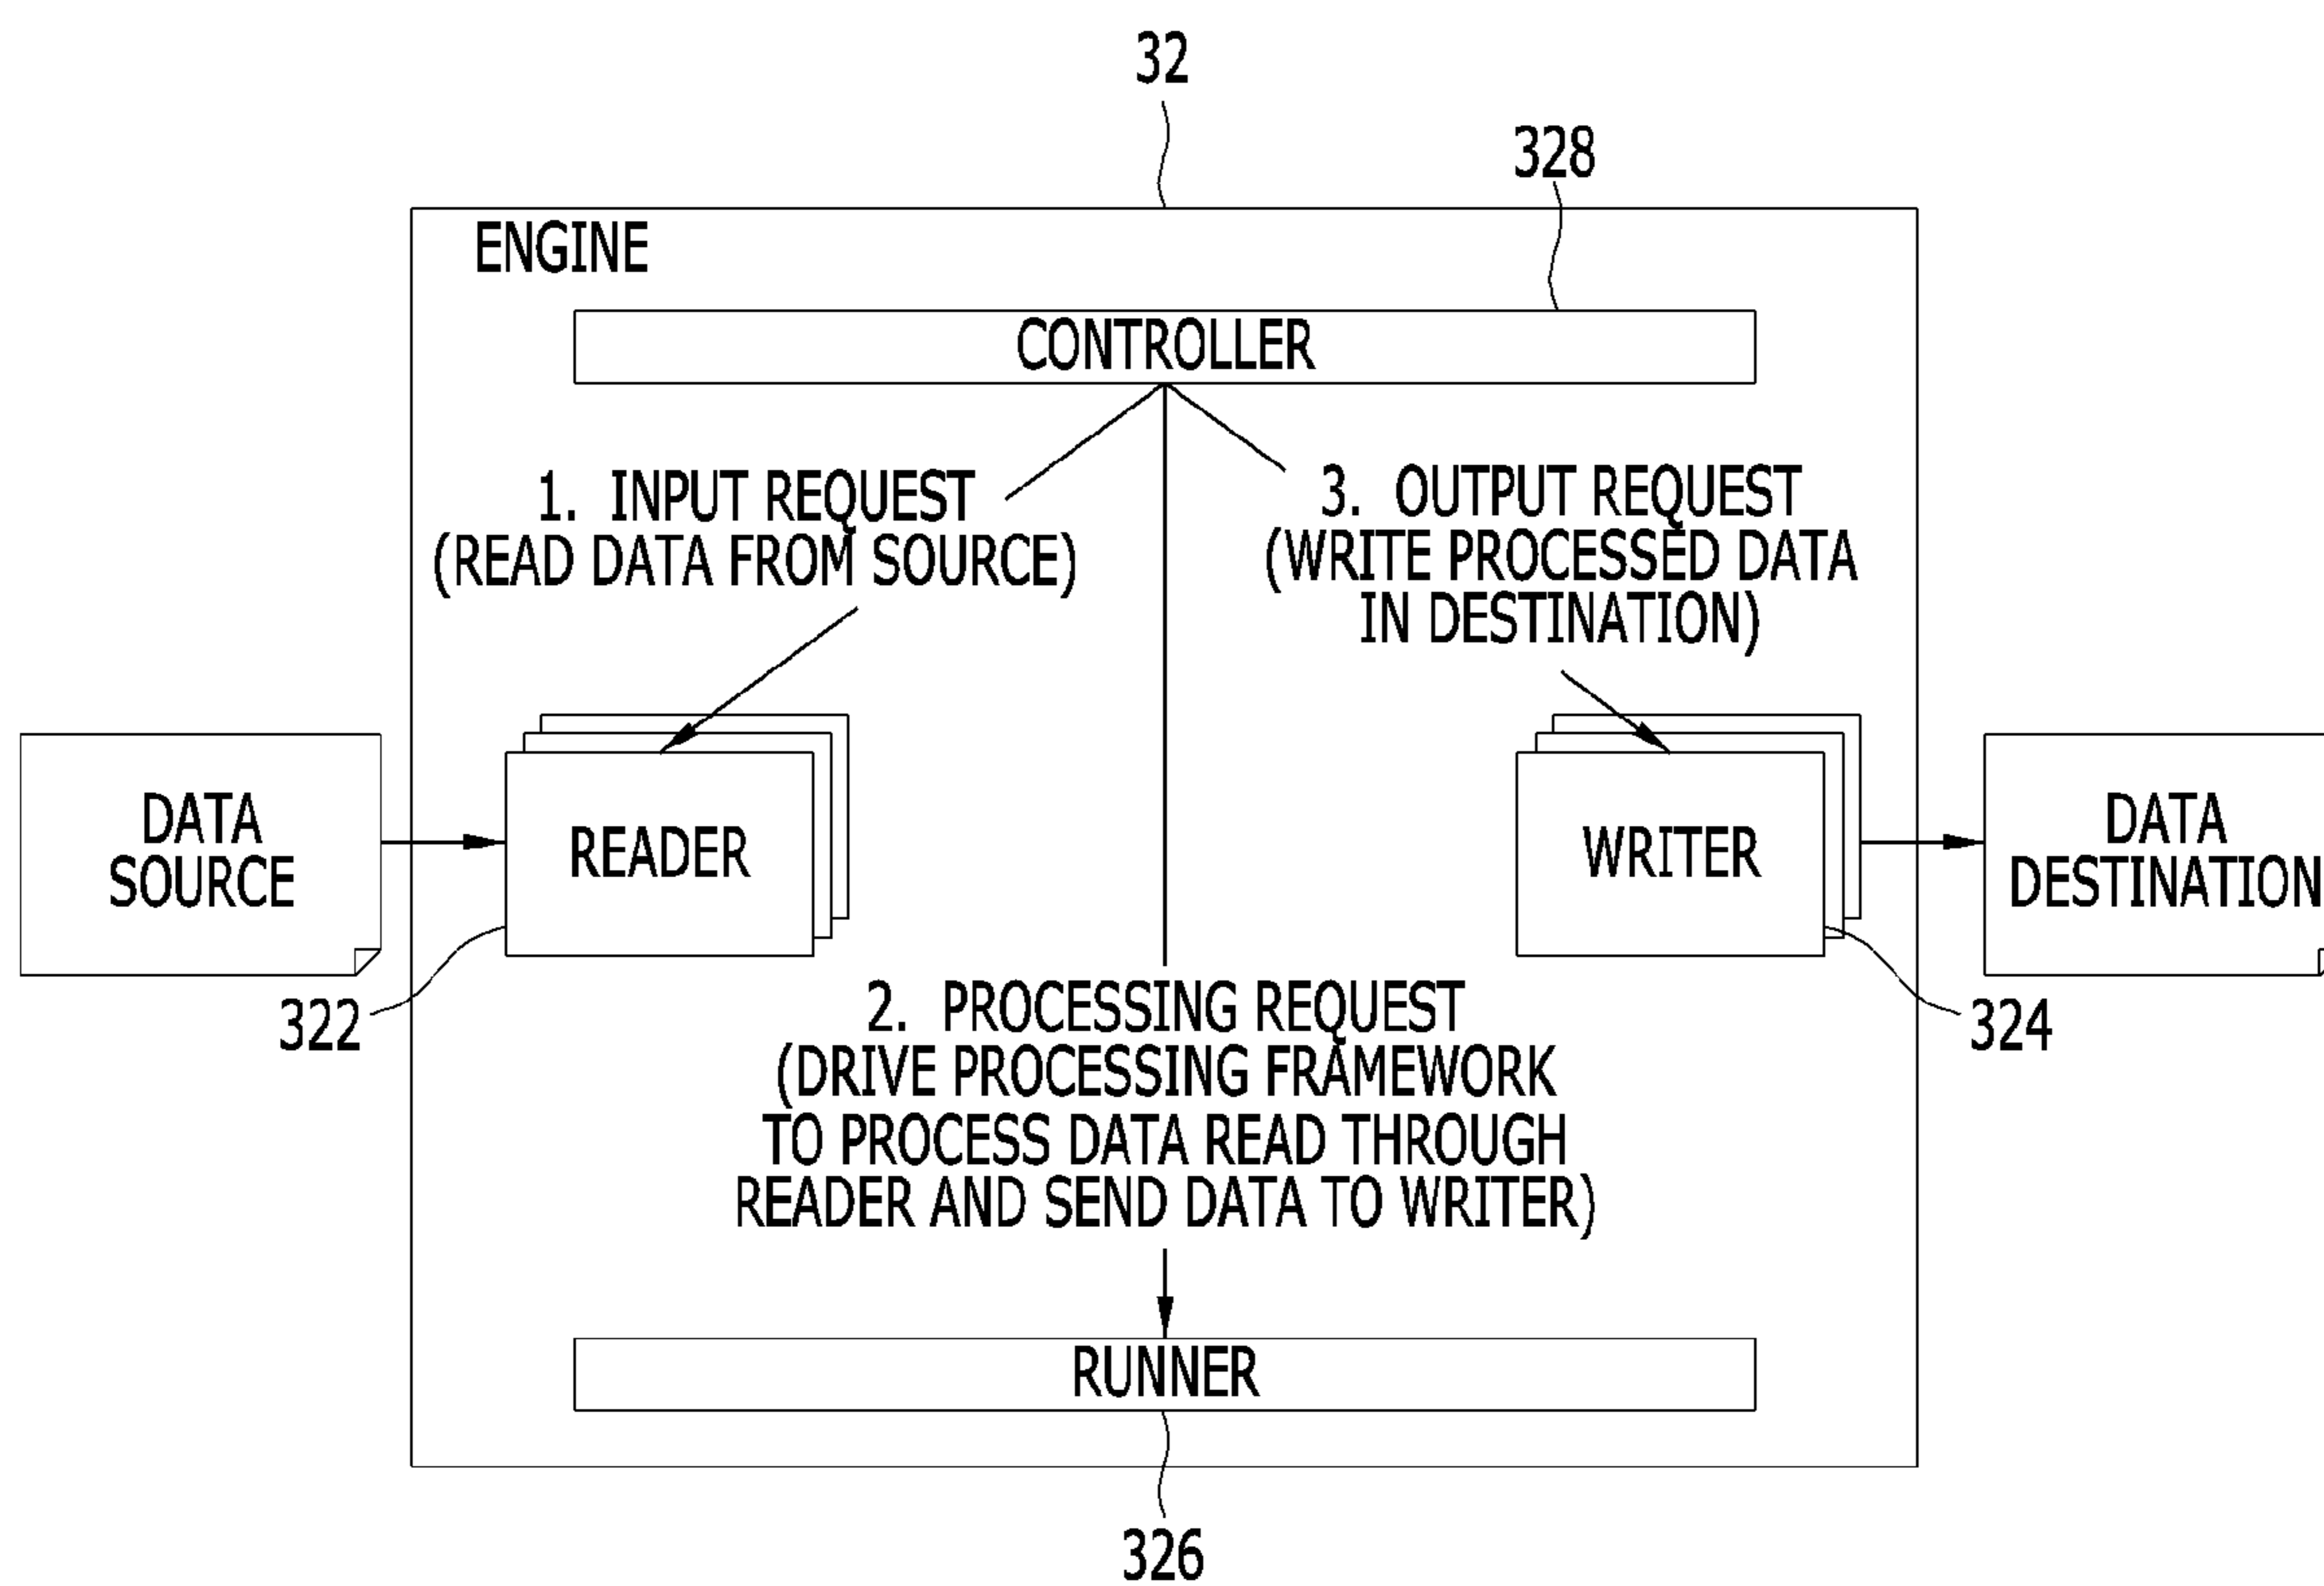 32
328
ENGINE
CONTROLLER
1. INPUT REQUEST
(READ DATA FROM SOURCE)
3. OUTPUT REQUEST
(WRITE PROCESSED DATA
IN DESTINATION)
DATA
SOURCE
READER
WRITER
DATA
DESTINATION
322
324
2. PROCESSING REQUEST
(DRIVE PROCESSING FRAMEWORK
TO PROCESS DATA READ THROUGH
READER AND SEND DATA TO WRITER)
RUNNER
326